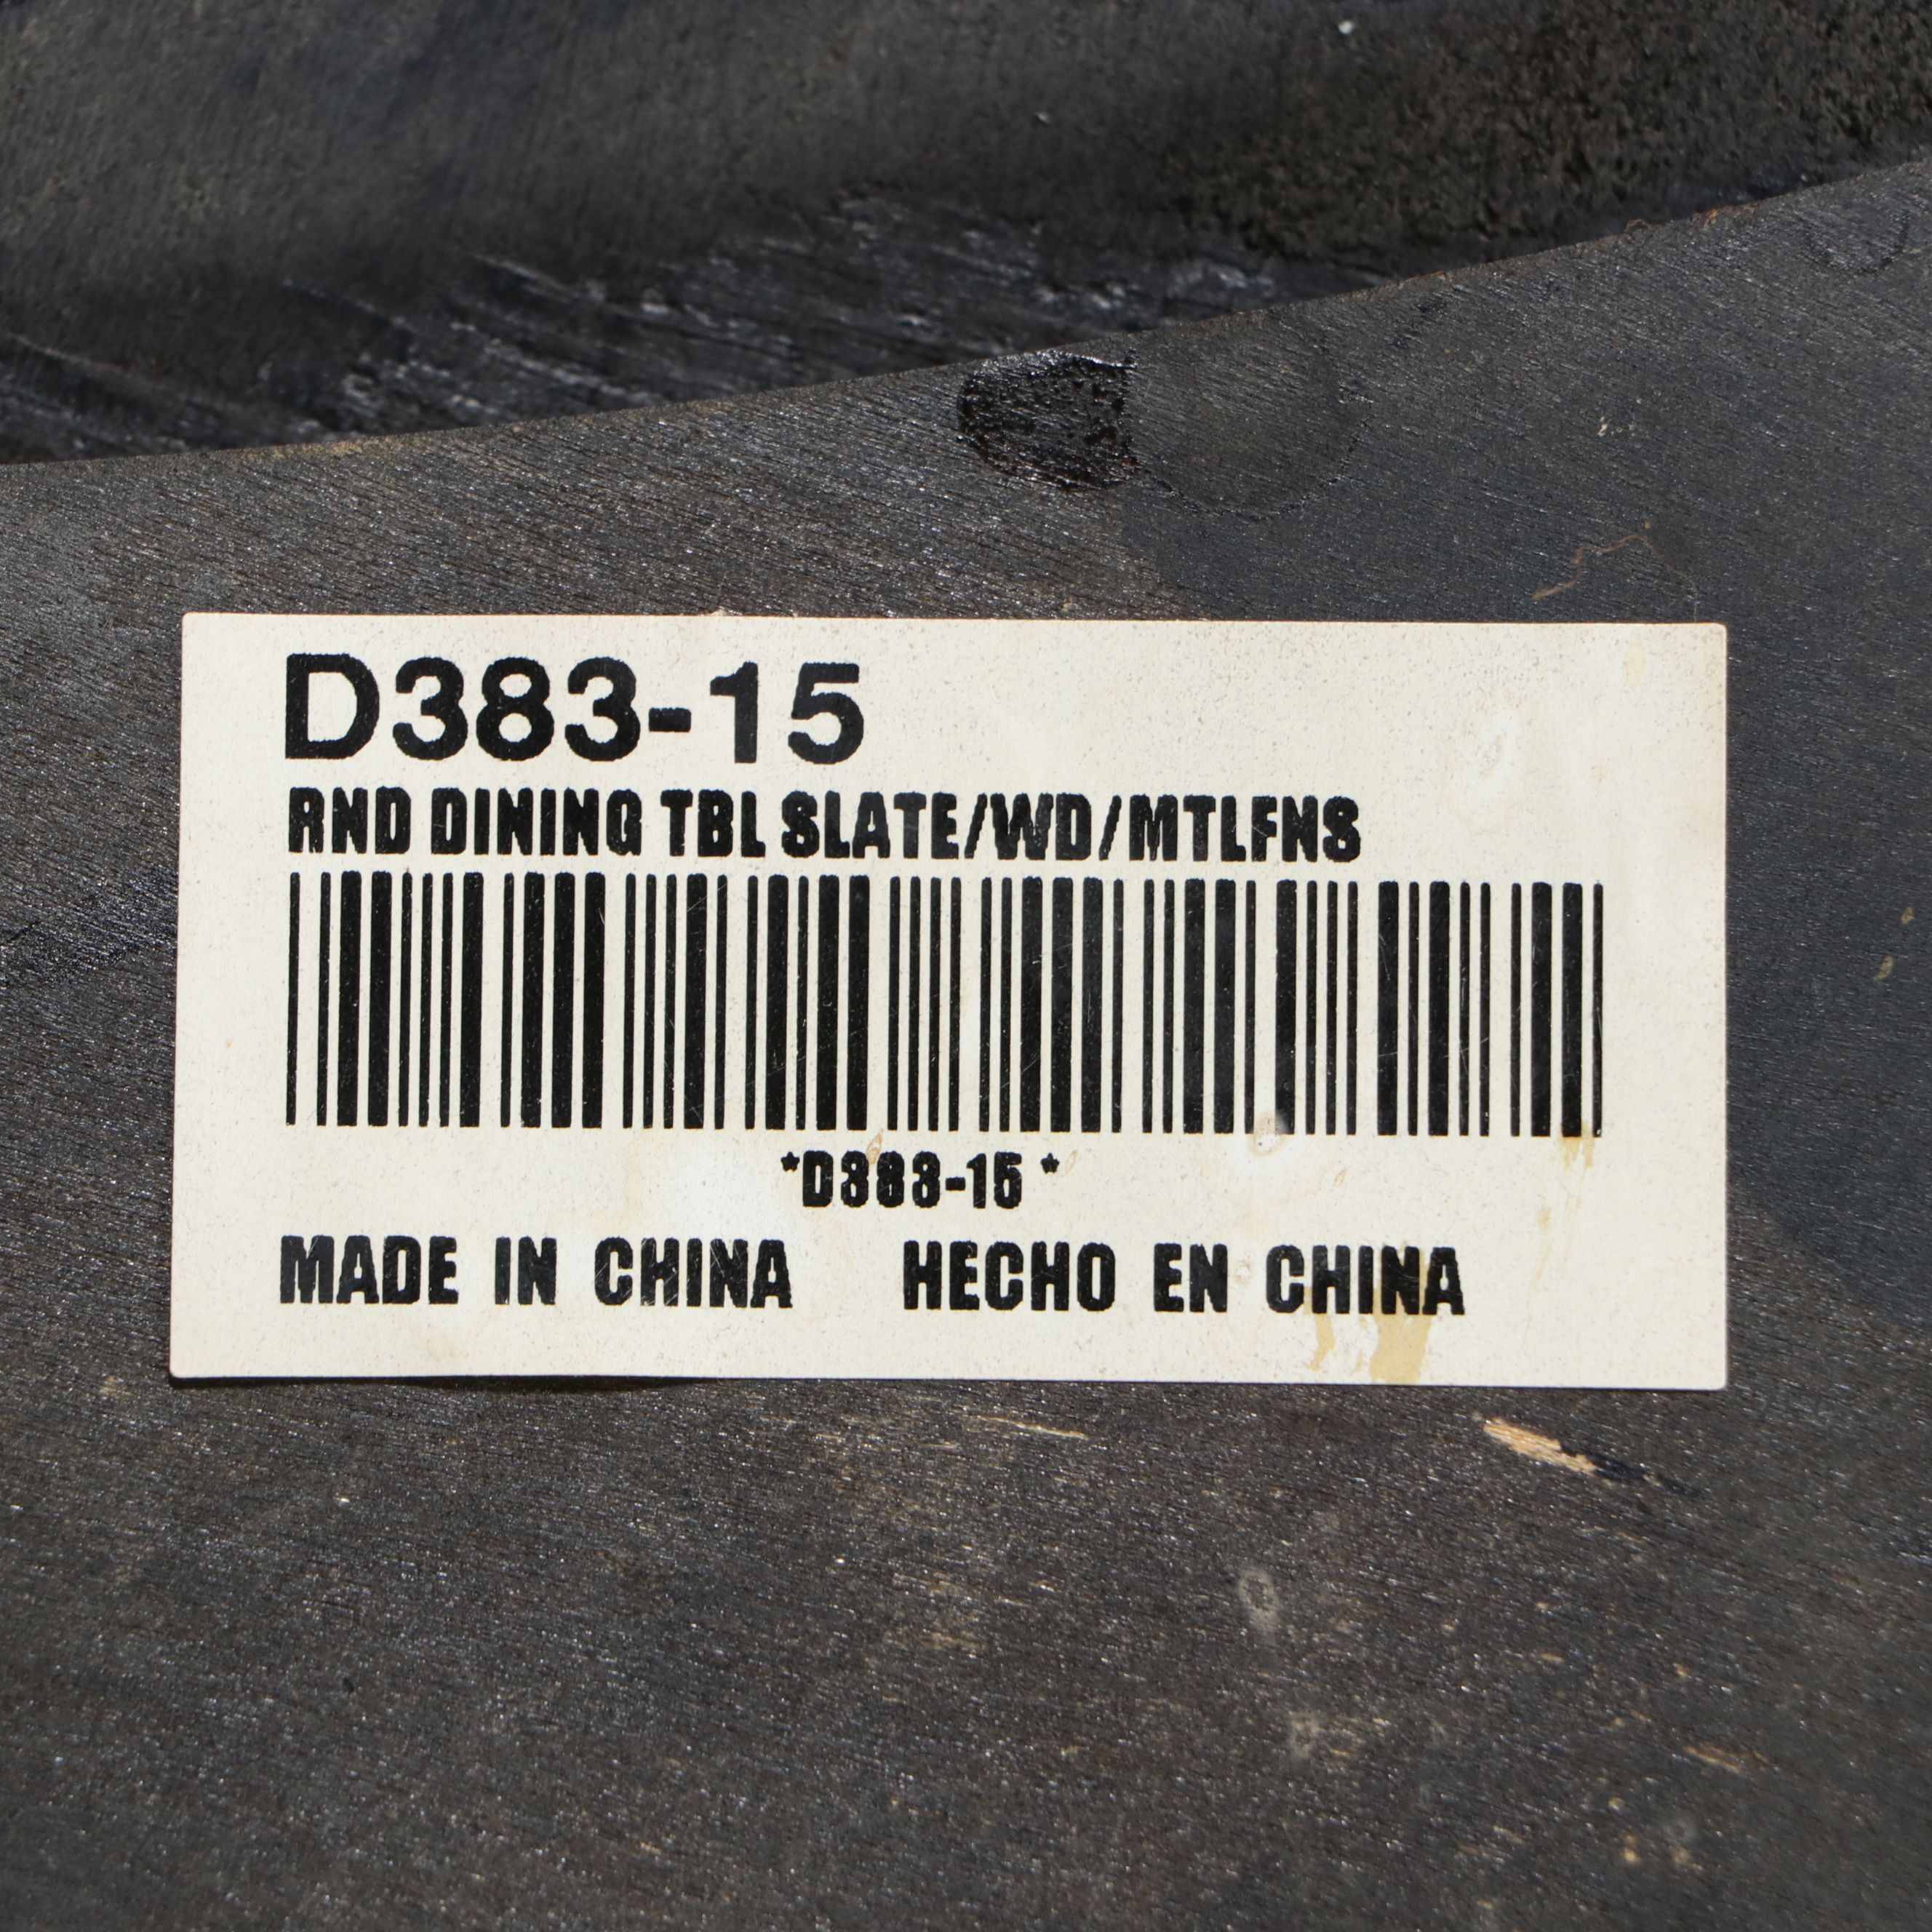 D383-15
RND DINING TBL SLATE/WD/MTLFNS
*D383-15 *
MADE IN CHINA HECHO EN CHINA